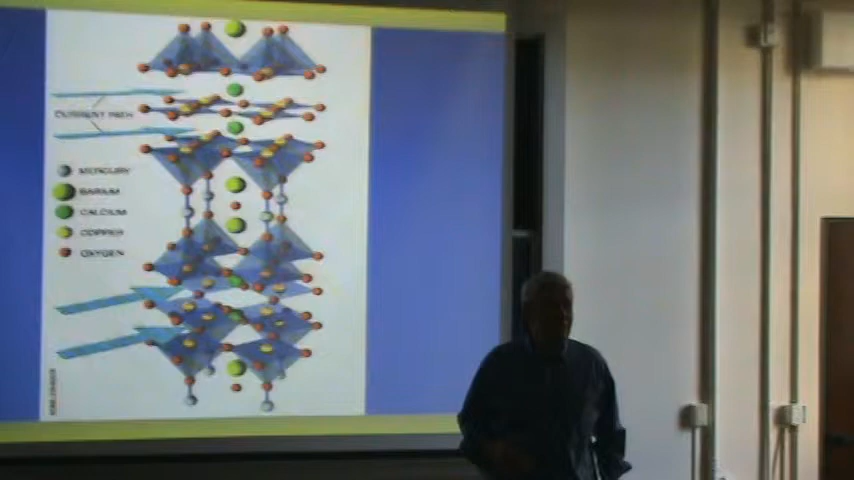 CURRENT PATH
MERCURY
BARIUM
CALCIUM
COPPER
OXYGEN